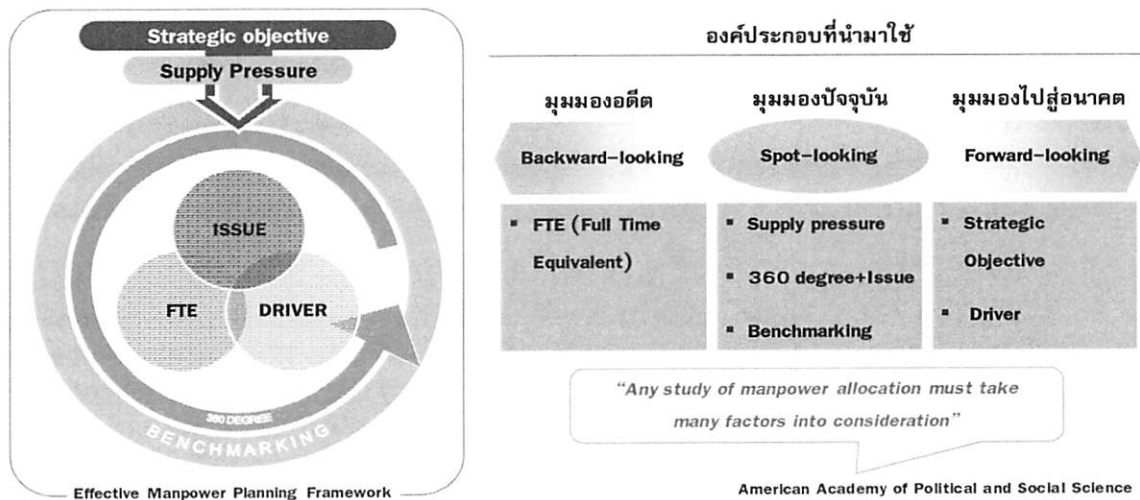 Strategic objective
Supply Pressure
ISSUE
FTE
DRIVER
360 DEGREE
BENCHMARKING
Effective Manpower Planning Framework
องค์ประกอบที่นำมาใช้
มุมมองอดีต
มุมมองปัจจุบัน
มุมมองไปสู่อนาคต
Backward-looking
Spot-looking
Forward-looking
▪ FTE (Full Time
Equivalent)
▪ Supply pressure
▪ 360 degree+Issue
▪ Benchmarking
▪ Strategic
Objective
▪ Driver
“Any study of manpower allocation must take
many factors into consideration”
American Academy of Political and Social Science